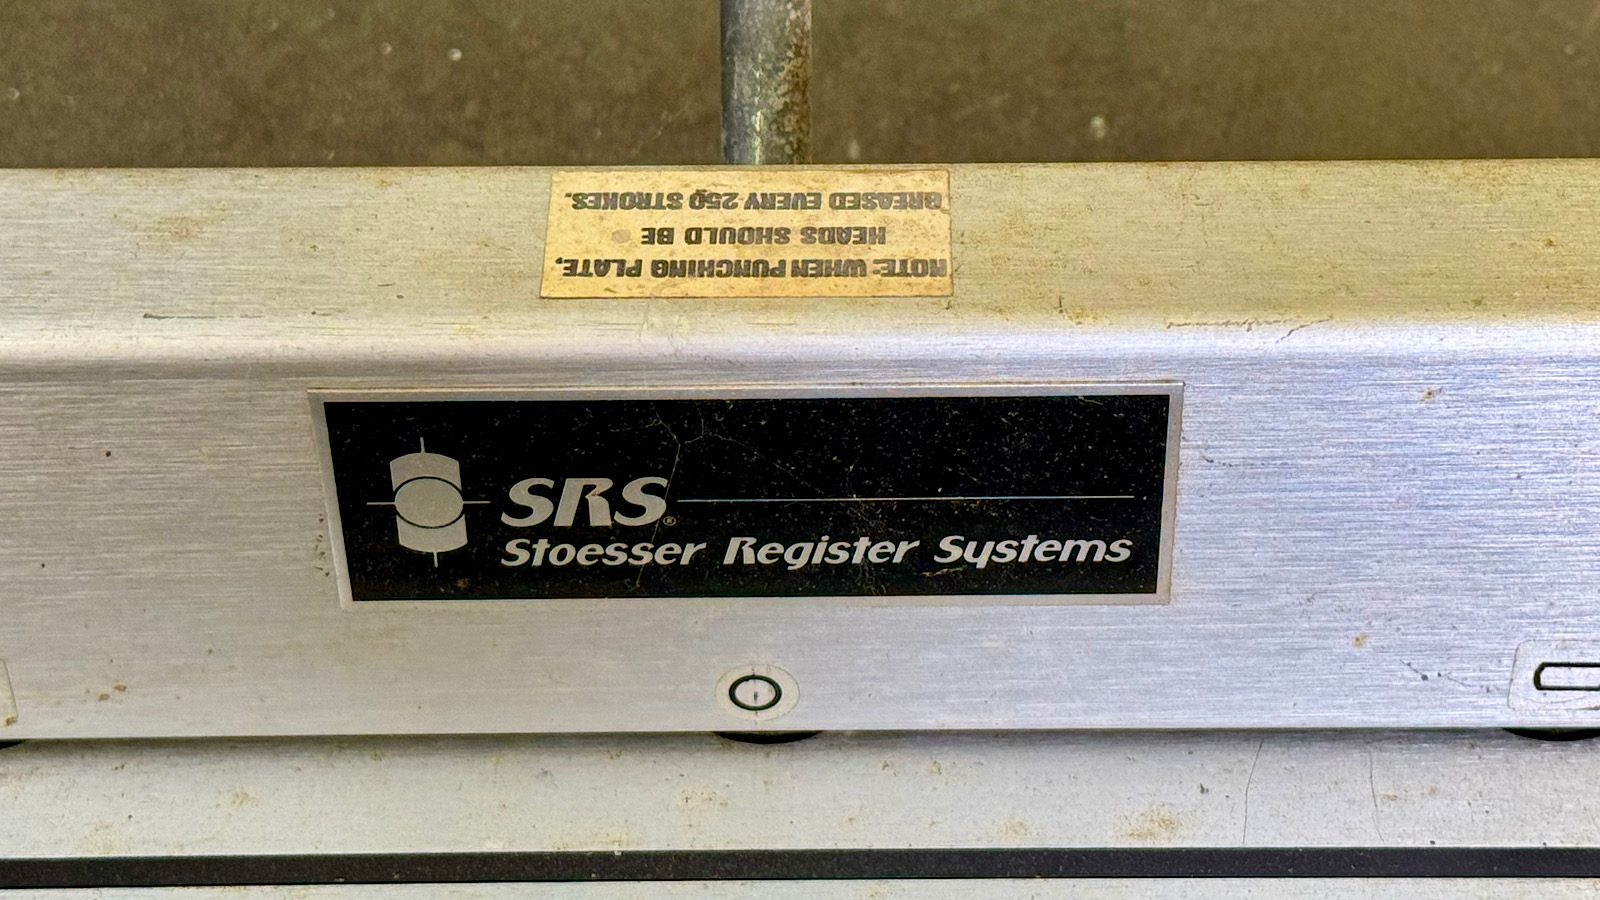 NOTE: WHEN PUNCHING PLATE,
HEADS SHOULD BE
GREASED EVERY 250 STROKES.
SRS®
Stoesser Register Systems